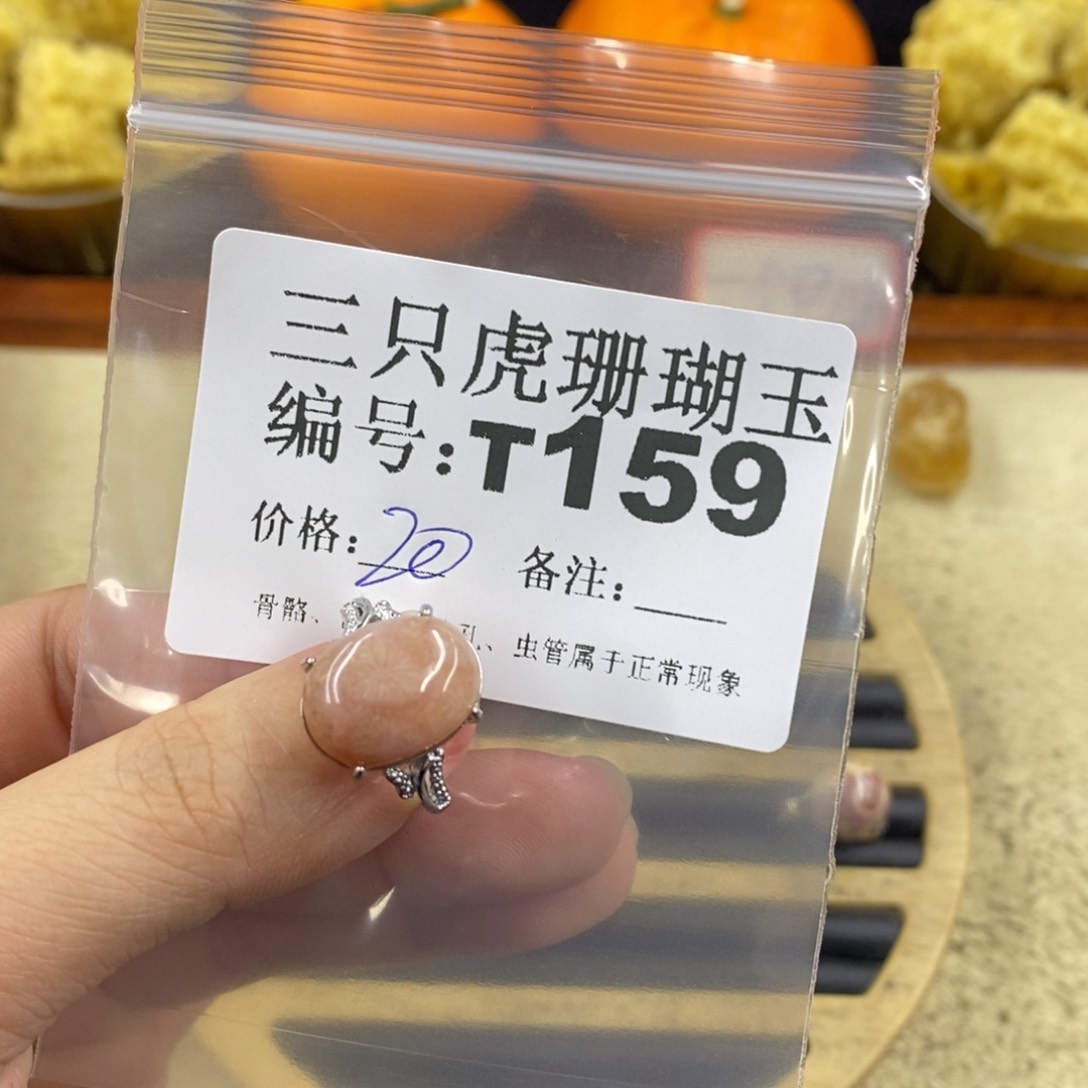 三只虎珊瑚玉
编号:T159
价格:20 备注:
骨骼、孔、虫管属于正常现象